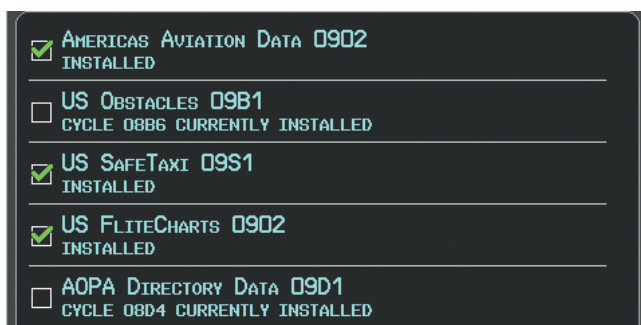 Americas Aviation Data 0902
INSTALLED
US Obstacles 09B1
CYCLE 08B6 CURRENTLY INSTALLED
US SafeTaxi 09S1
INSTALLED
US FliteCharts 0902
INSTALLED
AOPA Directory Data 09D1
CYCLE 08D4 CURRENTLY INSTALLED